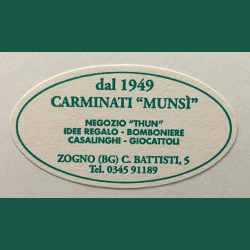 dal 1949
CARMINATI “MUNSÌ”
NEGOZIO “THUN”
IDEE REGALO - BOMBONIERE
CASALINGHI - GIOCATTOLI
ZOGNO (BG) C. BATTISTI, 5
Tel. 0345 91189